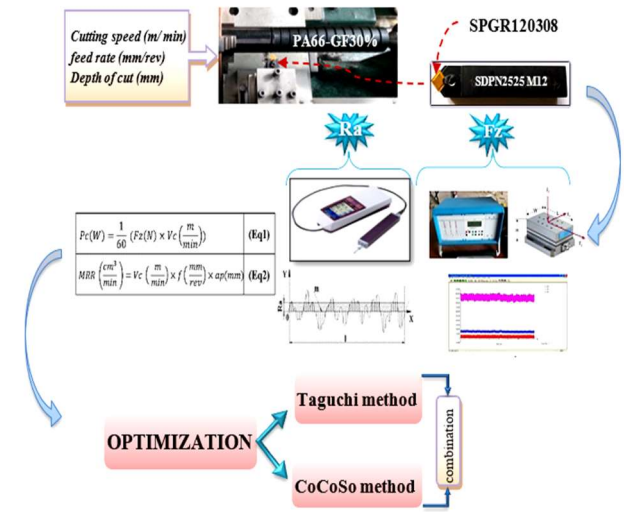 Cutting speed (m/ min)
feed rate (mm/rev)
Depth of cut (mm)
PA66-GF30%
SPGR120308
SDPN2525 M12
Ra
Fz
Pc(W) = 1/60 (Fz(N) × Vc(m/min)) (Eq1)
MRR (cm³/min) = Vc (m/min) × f (mm/rev) × ap(mm) (Eq2)
Y
Ra
0
m
X
l
OPTIMIZATION
Taguchi method
CoCoSo method
combination